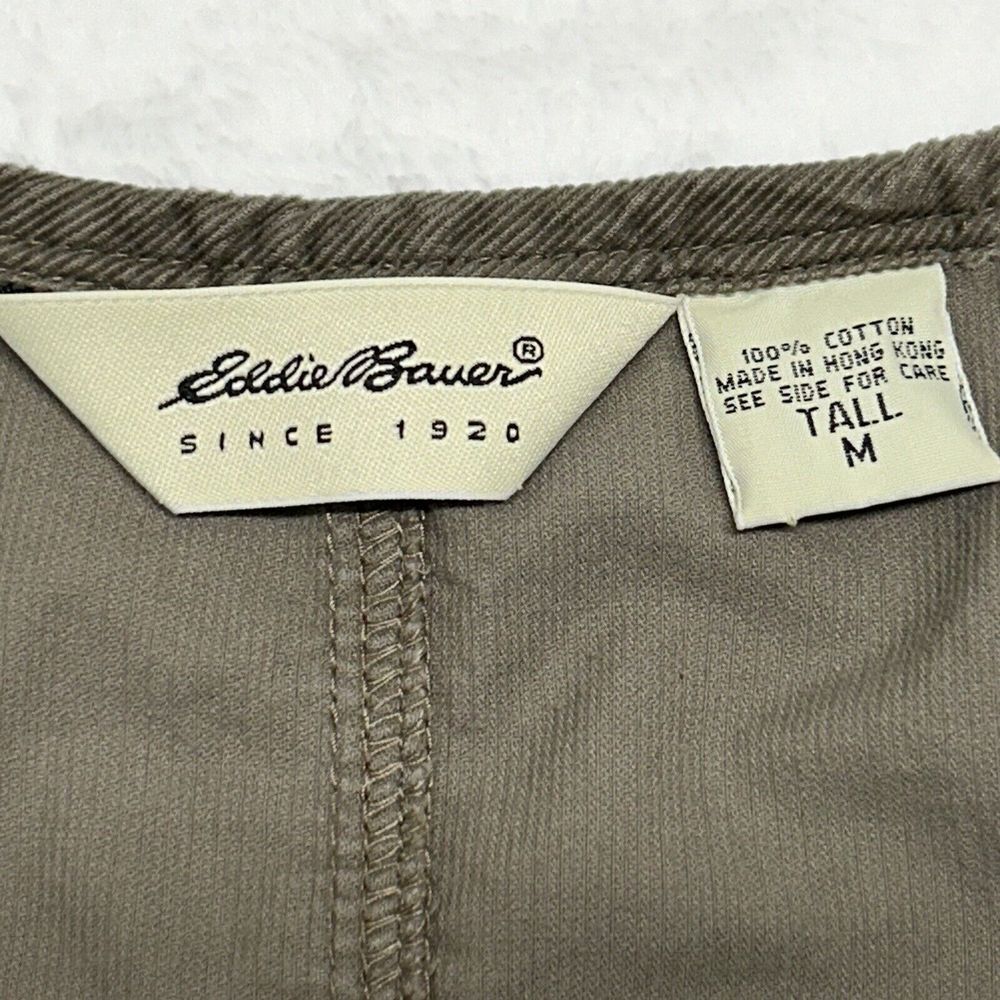 Eddie Bauer®
SINCE 1920
100% COTTON
MADE IN HONG KONG
SEE SIDE FOR CARE
TALL
M